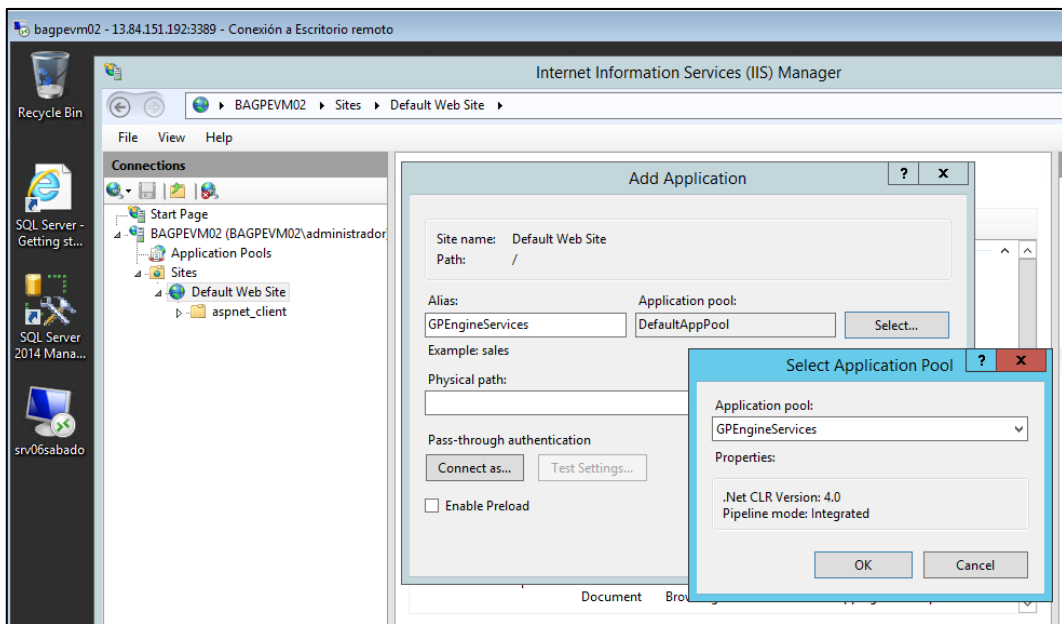 bagpevm02 - 13.84.151.192:3389 - Conexión a Escritorio remoto
Recycle Bin
SQL Server -
Getting st...
SQL Server
2014 Mana...
srv06sabado
Internet Information Services (IIS) Manager
BAGPEVM02 Sites Default Web Site
File View Help
Connections
Start Page
BAGPEVM02 (BAGPEVM02\administrador
Application Pools
Sites
Default Web Site
aspnet_client
Add Application
? x
Site name: Default Web Site
Path: /
Alias: Application pool:
GPEngineServices DefaultAppPool Select...
Example: sales
Physical path:
Pass-through authentication
Connect as... Test Settings...
Enable Preload
Select Application Pool
? x
Application pool:
GPEngineServices
Properties:
.Net CLR Version: 4.0
Pipeline mode: Integrated
OK Cancel
Document